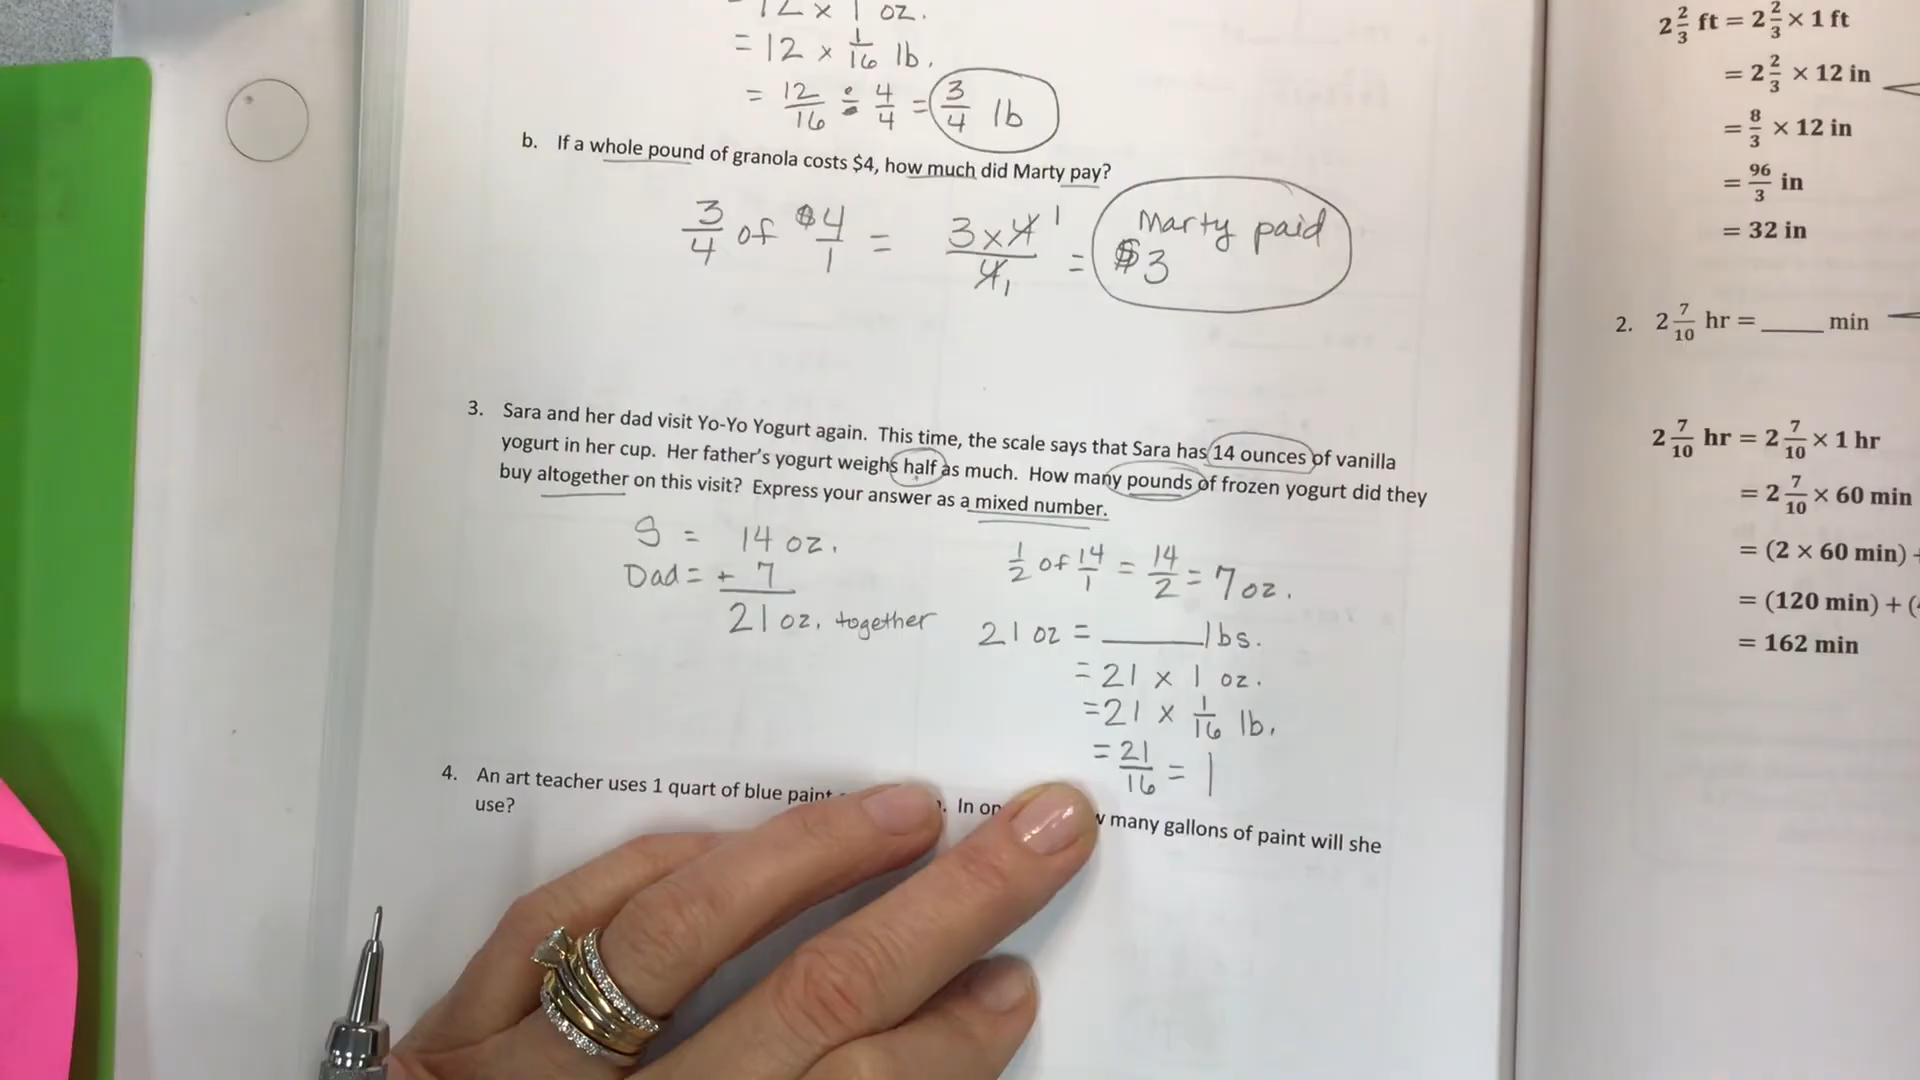 12 x 1 oz.
= 12 x 1/16 lb.
= 12/16 ÷ 4/4 = 3/4 lb
b. If a whole pound of granola costs $4, how much did Marty pay?
3/4 of $4/1 = 3x4 1/4 1 = Marty paid
$3
3. Sara and her dad visit Yo-Yo Yogurt again. This time, the scale says that Sara has 14 ounces of vanilla
yogurt in her cup. Her father's yogurt weighs half as much. How many pounds of frozen yogurt did they
buy altogether on this visit? Express your answer as a mixed number.
S = 14 oz.
Dad = + 7
21 oz. together
1/2 of 14/1 = 14/2 = 7 oz.
21 oz = ____ lbs.
= 21 x 1 oz.
= 21 x 1/16 lb.
= 21/16 = 1
4. An art teacher uses 1 quart of blue paint . In many gallons of paint will she
use?
2 2/3 ft = 2 2/3 × 1 ft
= 2 2/3 × 12 in
= 8/3 × 12 in
= 96/3 in
= 32 in
2. 2 7/10 hr = ____ min
2 7/10 hr = 2 7/10 × 1 hr
= 2 7/10 × 60 min
= (2 × 60 min)
= (120 min) + (
= 162 min